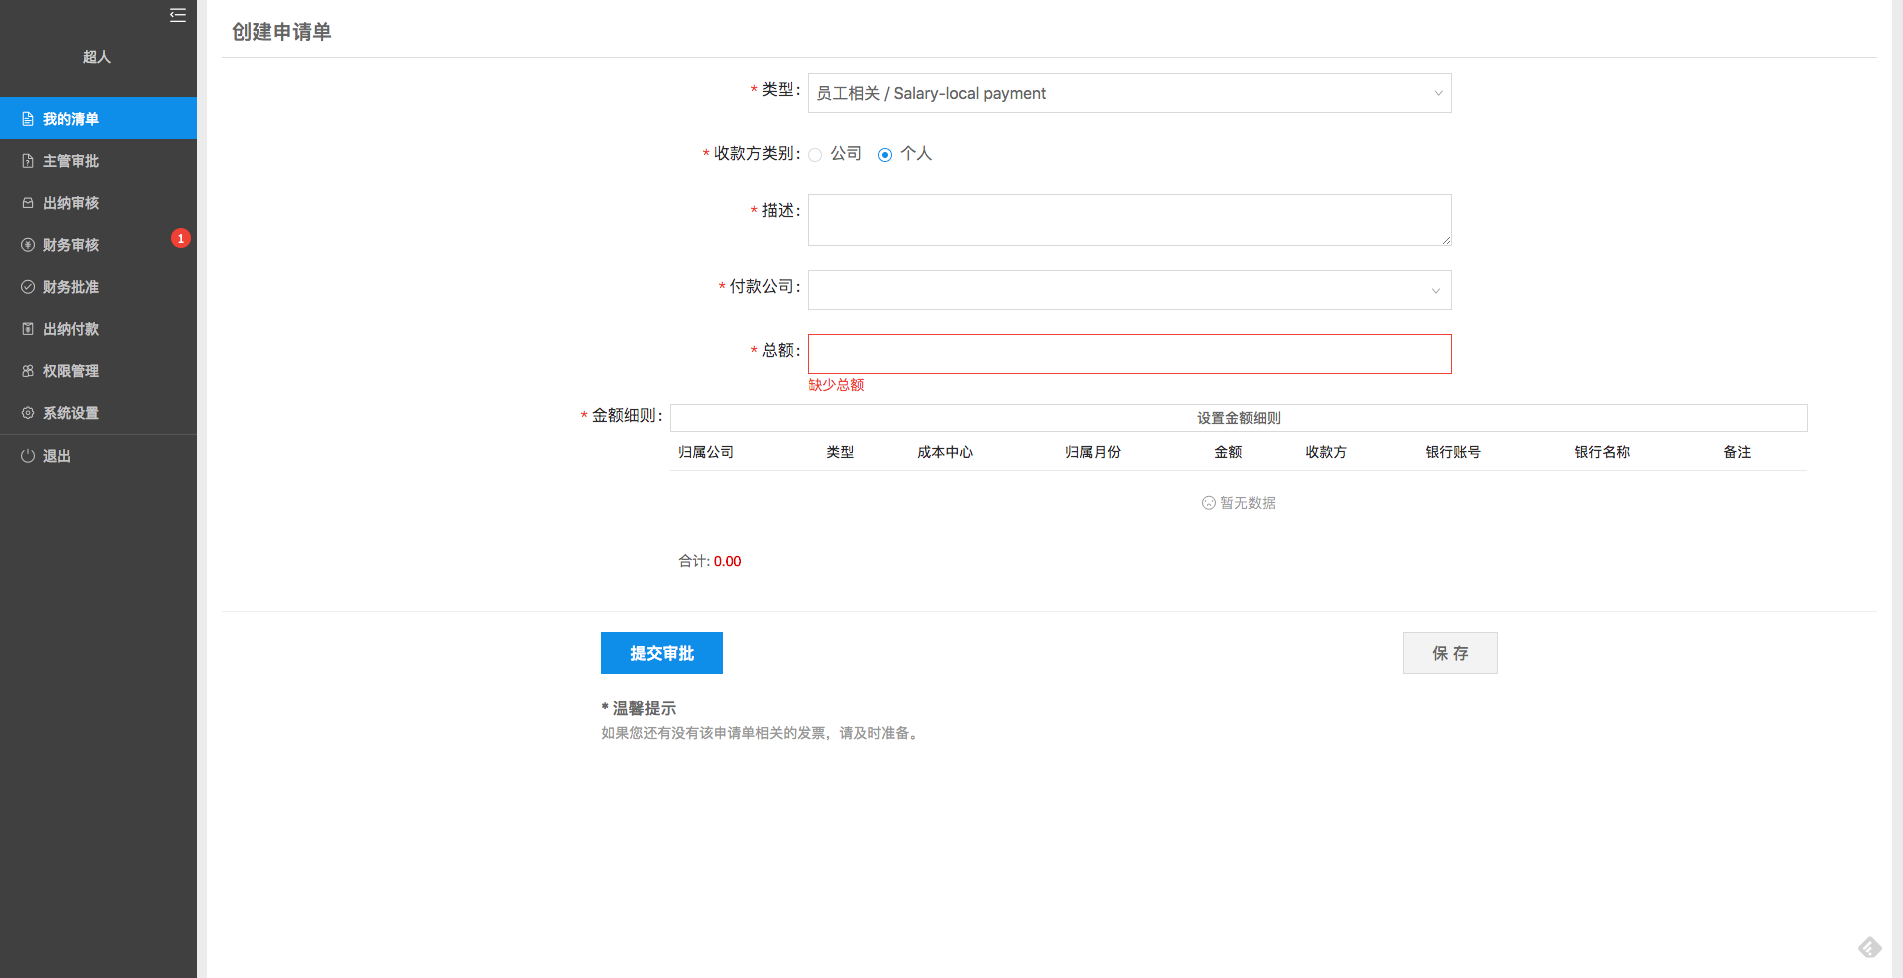 超人
我的清单
主管审批
出纳审核
财务审核 1
财务批准
出纳付款
权限管理
系统设置
退出
创建申请单
* 类型: 员工相关 / Salary-local payment
* 收款方类别: 公司 个人
* 描述:
* 付款公司:
* 总额:
缺少总额
* 金额细则: 设置金额细则
归属公司 类型 成本中心 归属月份 金额 收款方 银行账号 银行名称 备注
暂无数据
合计: 0.00
提交审批 保 存
* 温馨提示
如果您还有没有该申请单相关的发票，请及时准备。